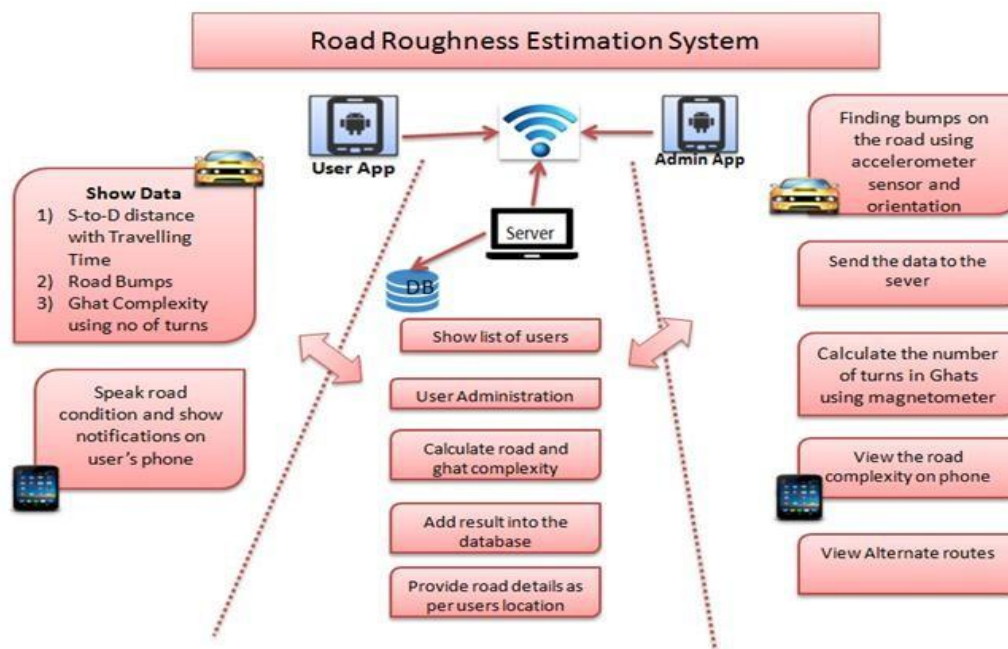 Road Roughness Estimation System
User App
Admin App
Show Data
1) S-to-D distance
with Travelling
Time
2) Road Bumps
3) Ghat Complexity
using no of turns
Speak road
condition and show
notifications on
user's phone
Server
DB
Show list of users
User Administration
Calculate road and
ghat complexity
Add result into the
database
Provide road details as
per users location
Finding bumps on
the road using
accelerometer
sensor and
orientation
Send the data to the
sever
Calculate the number
of turns in Ghats
using magnetometer
View the road
complexity on phone
View Alternate routes